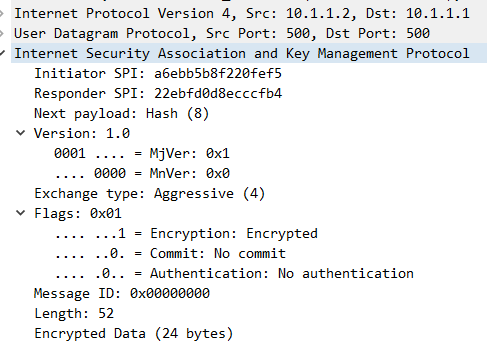 Internet Protocol Version 4, Src: 10.1.1.2, Dst: 10.1.1.1
User Datagram Protocol, Src Port: 500, Dst Port: 500
Internet Security Association and Key Management Protocol
Initiator SPI: a6ebb5b8f220fef5
Responder SPI: 22ebfd0d8ecccfb4
Next payload: Hash (8)
Version: 1.0
0001 .... = MjVer: 0x1
.... 0000 = MnVer: 0x0
Exchange type: Aggressive (4)
Flags: 0x01
.... ...1 = Encryption: Encrypted
.... ..0. = Commit: No commit
.... .0.. = Authentication: No authentication
Message ID: 0x00000000
Length: 52
Encrypted Data (24 bytes)